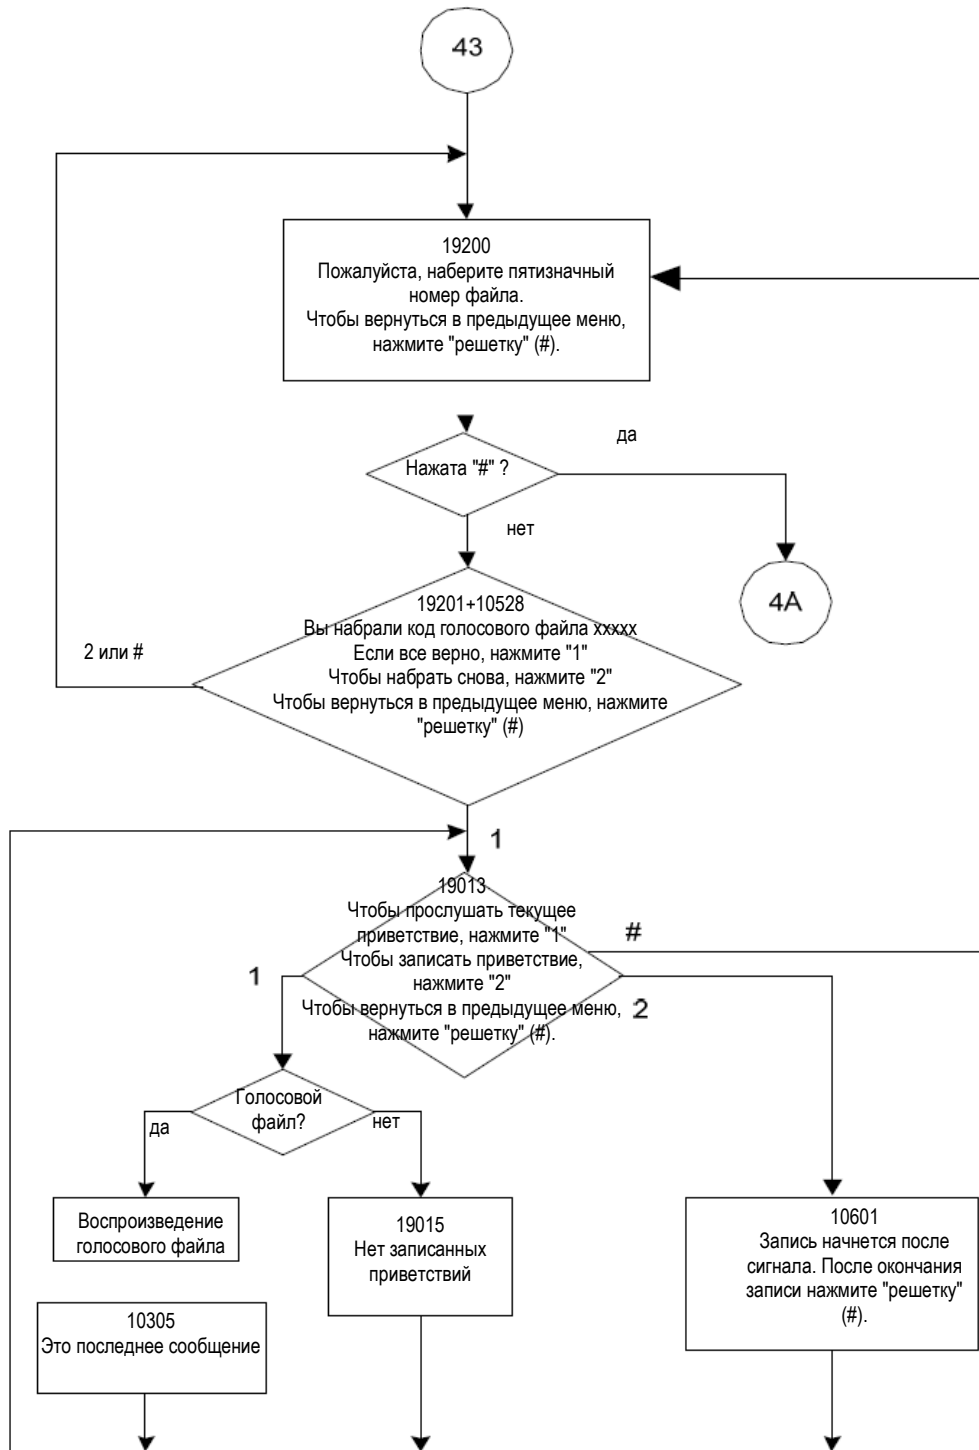 43
19200
Пожалуйста, наберите пятизначный
номер файла.
Чтобы вернуться в предыдущее меню,
нажмите "решетку" (#).
да
Нажата "#" ?
нет
4A
19201+10528
Вы набрали код голосового файла xxxxx
Если все верно, нажмите "1"
Чтобы набрать снова, нажмите "2"
Чтобы вернуться в предыдущее меню, нажмите
"решетку" (#)
2 или #
1
19013
Чтобы прослушать текущее
приветствие, нажмите "1"
Чтобы записать приветствие,
нажмите "2"
Чтобы вернуться в предыдущее меню,
нажмите "решетку" (#).
#
1
2
Голосовой
файл?
да
нет
Воспроизведение
голосового файла
19015
Нет записанных
приветствий
10601
Запись начнется после
сигнала. После окончания
записи нажмите "решетку"
(#).
10305
Это последнее сообщение